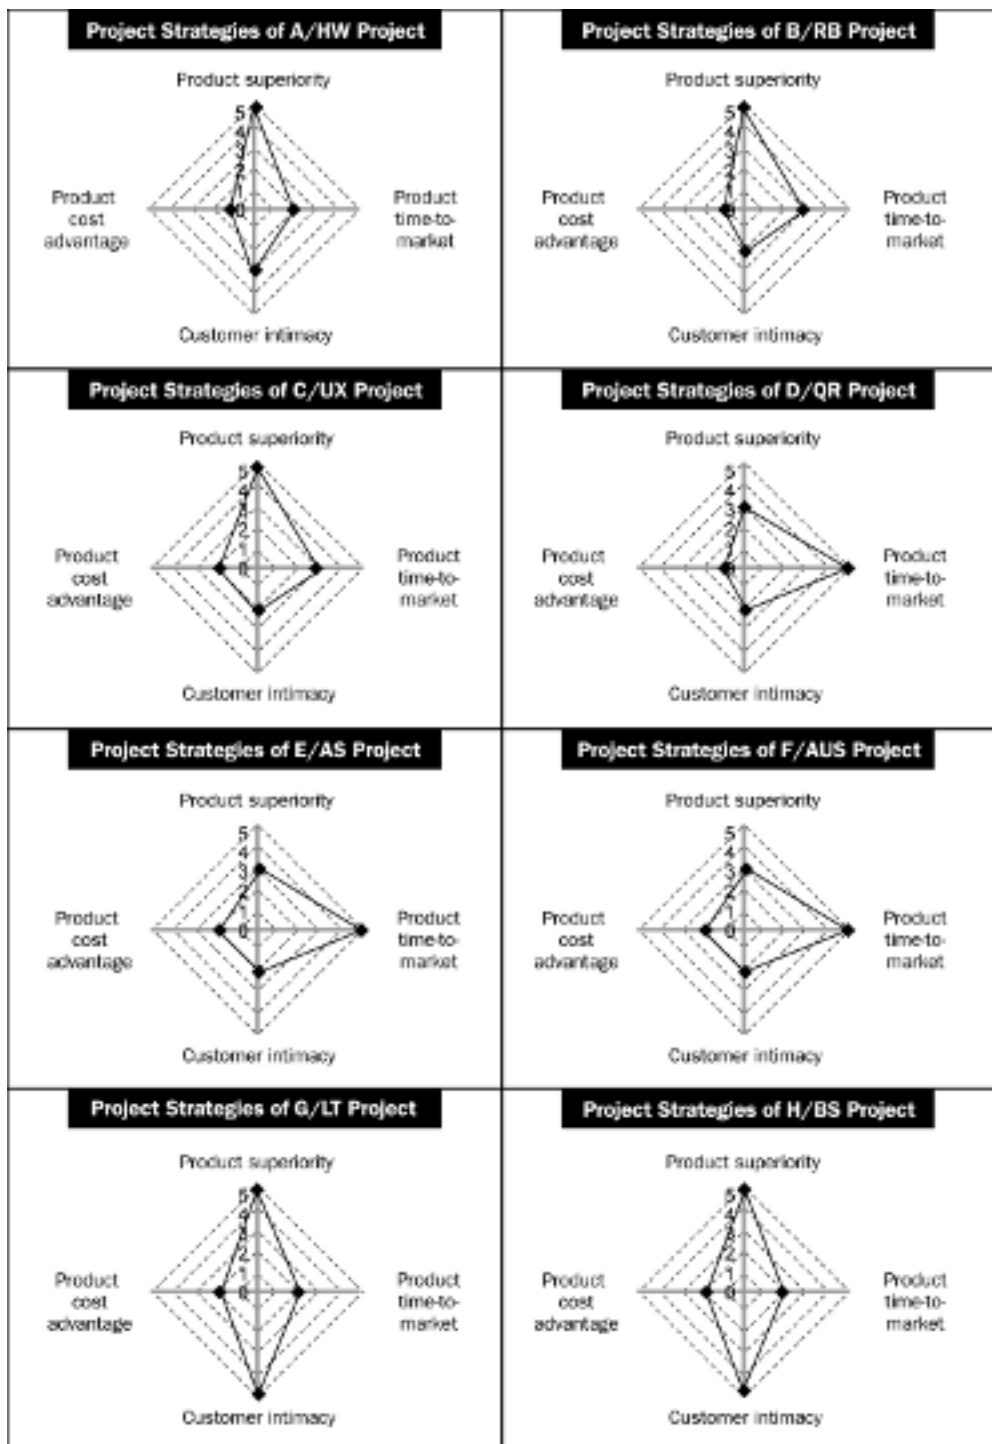 Project Strategies of A/HW Project
Product superiority
5
4
3
2
1
0
Product
cost
advantage
Product
time-to-
market
Customer intimacy
Project Strategies of B/RB Project
Product superiority
5
4
3
2
1
0
Product
cost
advantage
Product
time-to-
market
Customer intimacy
Project Strategies of C/UX Project
Product superiority
5
4
3
2
1
0
Product
cost
advantage
Product
time-to-
market
Customer intimacy
Project Strategies of D/QR Project
Product superiority
5
4
3
2
1
0
Product
cost
advantage
Product
time-to-
market
Customer intimacy
Project Strategies of E/AS Project
Product superiority
5
4
3
2
1
0
Product
cost
advantage
Product
time-to-
market
Customer intimacy
Project Strategies of F/AUS Project
Product superiority
5
4
3
2
1
0
Product
cost
advantage
Product
time-to-
market
Customer intimacy
Project Strategies of G/LT Project
Product superiority
5
4
3
2
1
0
Product
cost
advantage
Product
time-to-
market
Customer intimacy
Project Strategies of H/BS Project
Product superiority
5
4
3
2
1
0
Product
cost
advantage
Product
time-to-
market
Customer intimacy